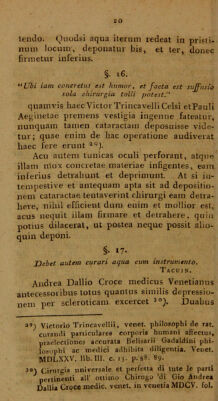 20
tendo. Quodsi aqua iterum redeat in pristi-
num locum, deponatur bis, et ter, donec
firmetur inferius.
§. 16.
"Ubi iam concretus est humor, et facta est suffusio
sola chirurgia tolli potest."
quamvis haec Victor Trincavelli Celsi et Pauli
Aeginetae premens vestigia ingenue fateatur,
nunquam tamen cataractam deposuisse vide-
tur; quae enim de hac operatione audiverat
haec fere erunt ²⁹).
Acu autem tunicas oculi perforant, atque
illam mox concretae materiae infigentes, eam
inferius detrahunt et deprimunt. At si in-
tempestive et antequam apta sit ad depositio-
nem cataractae tentaverint chirurgi eam detra-
here, nihil efficient dum enim et mollior est,
acus nequit illam firmare et detrahere, quin
potius dilacerat, ut postea neque possit alio-
quin deponi.
§. 17.
Debet autem curari aqua cum instrumento.
Tacuin.
Andrea Dallio Croce medicus Venetianus
antecessoribus totus quantus similis depressio-
nem per scleroticam excercet ³⁰). Duabus
²⁹) Victorio Trincavellii, venet. philosophi de rat.
curandi particulares corporis humani affectus,
praelectiones accurata Bellisarii Gadaldini phi-
losophi ac medici adhibita diligentia. Venet.
MDLXXV. lib. III. c. 15. p. 88. 89.
³⁰) Cirurgia universale et perfetta di tute le parti
pertinenti all' ottimo Chirugo 'di Gio Andrea
Dallia Croce medic. venet. in venetia MDCV. fol.